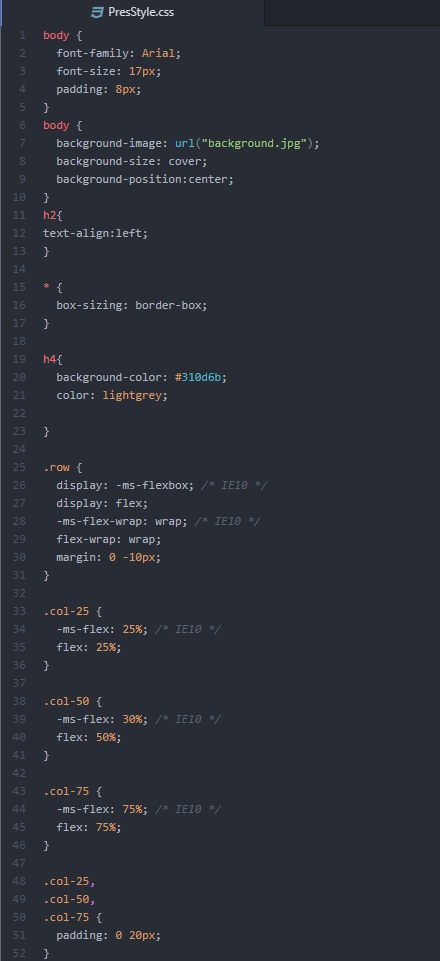 PresStyle.css
1 body {
2   font-family: Arial;
3   font-size: 17px;
4   padding: 8px;
5 }
6 body {
7   background-image: url("background.jpg");
8   background-size: cover;
9   background-position:center;
10 }
11 h2{
12 text-align:left;
13 }
14
15 * {
16   box-sizing: border-box;
17 }
18
19 h4{
20   background-color: #310d6b;
21   color: lightgrey;
22
23 }
24
25 .row {
26   display: -ms-flexbox; /* IE10 */
27   display: flex;
28   -ms-flex-wrap: wrap; /* IE10 */
29   flex-wrap: wrap;
30   margin: 0 -10px;
31 }
32
33 .col-25 {
34   -ms-flex: 25%; /* IE10 */
35   flex: 25%;
36 }
37
38 .col-50 {
39   -ms-flex: 30%; /* IE10 */
40   flex: 50%;
41 }
42
43 .col-75 {
44   -ms-flex: 75%; /* IE10 */
45   flex: 75%;
46 }
47
48 .col-25,
49 .col-50,
50 .col-75 {
51   padding: 0 20px;
52 }